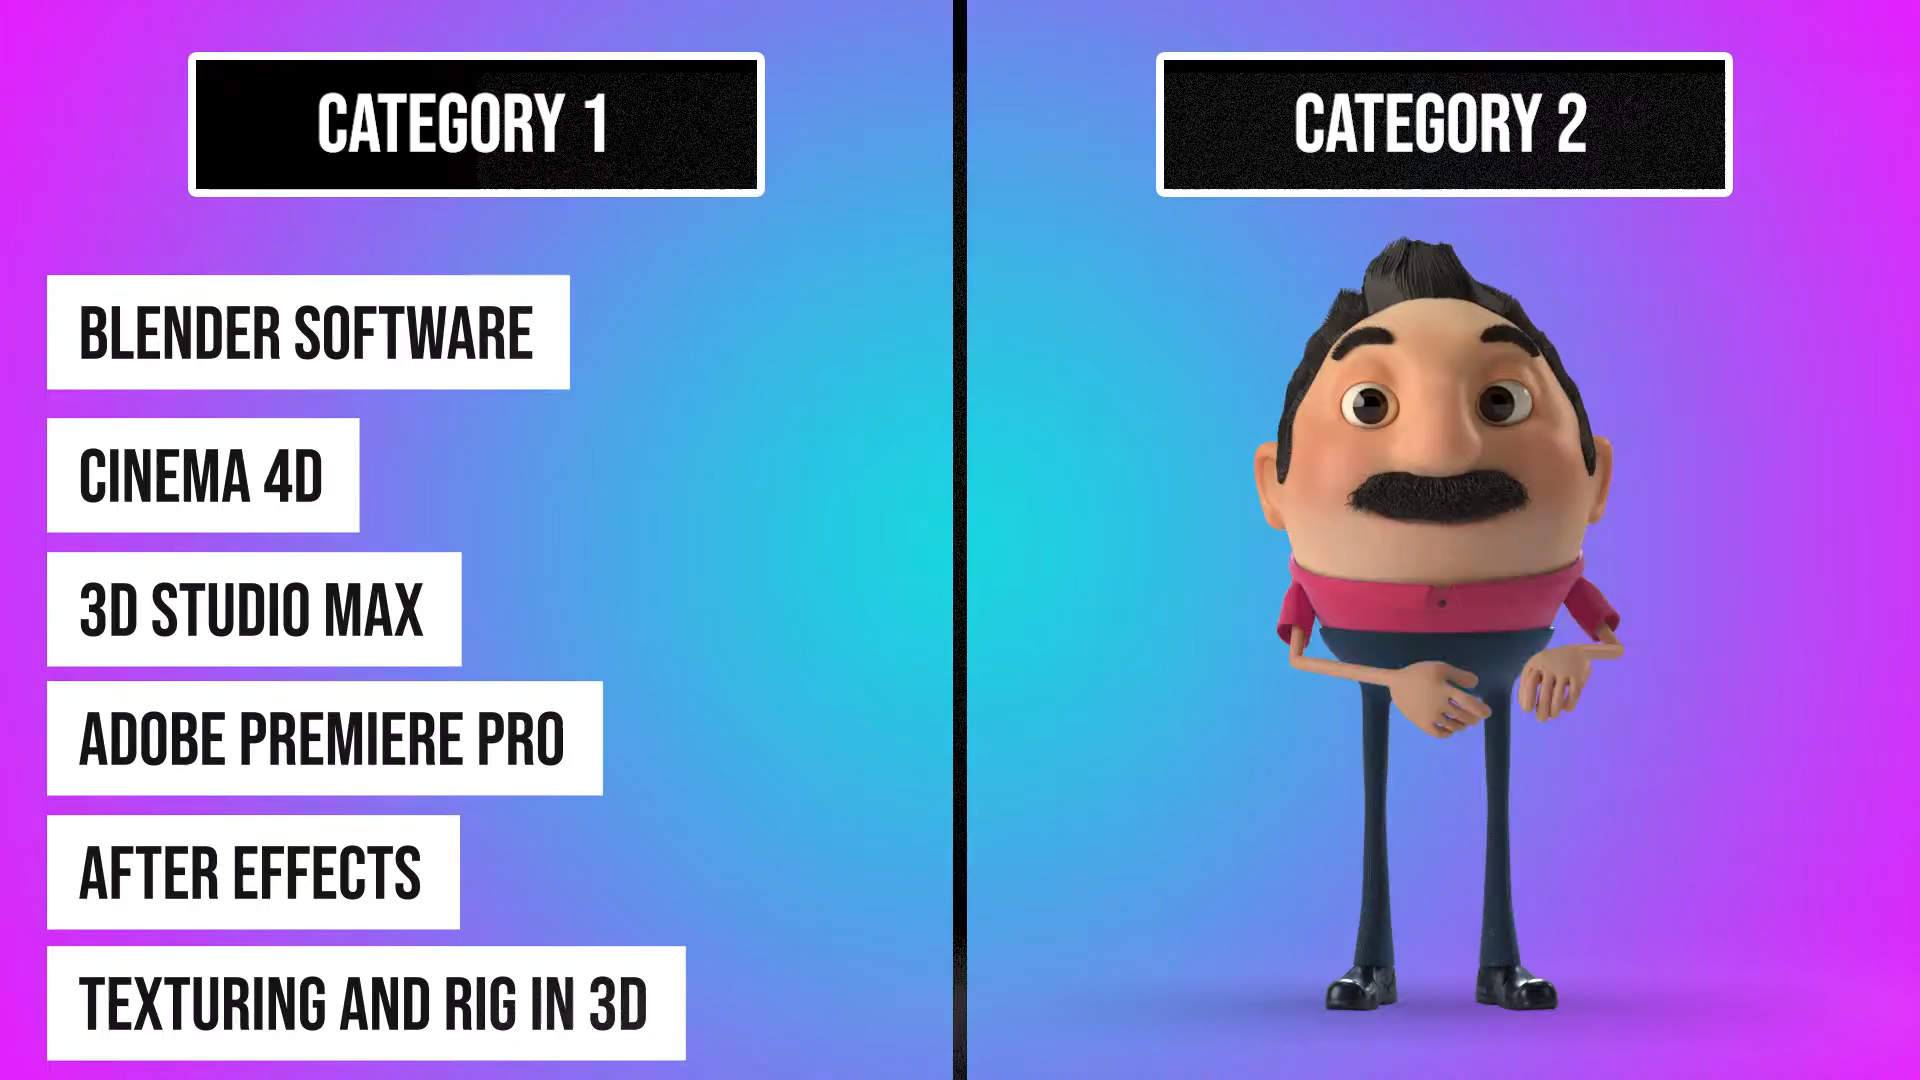 CATEGORY 1
BLENDER SOFTWARE
CINEMA 4D
3D STUDIO MAX
ADOBE PREMIERE PRO
AFTER EFFECTS
TEXTURING AND RIG IN 3D
CATEGORY 2